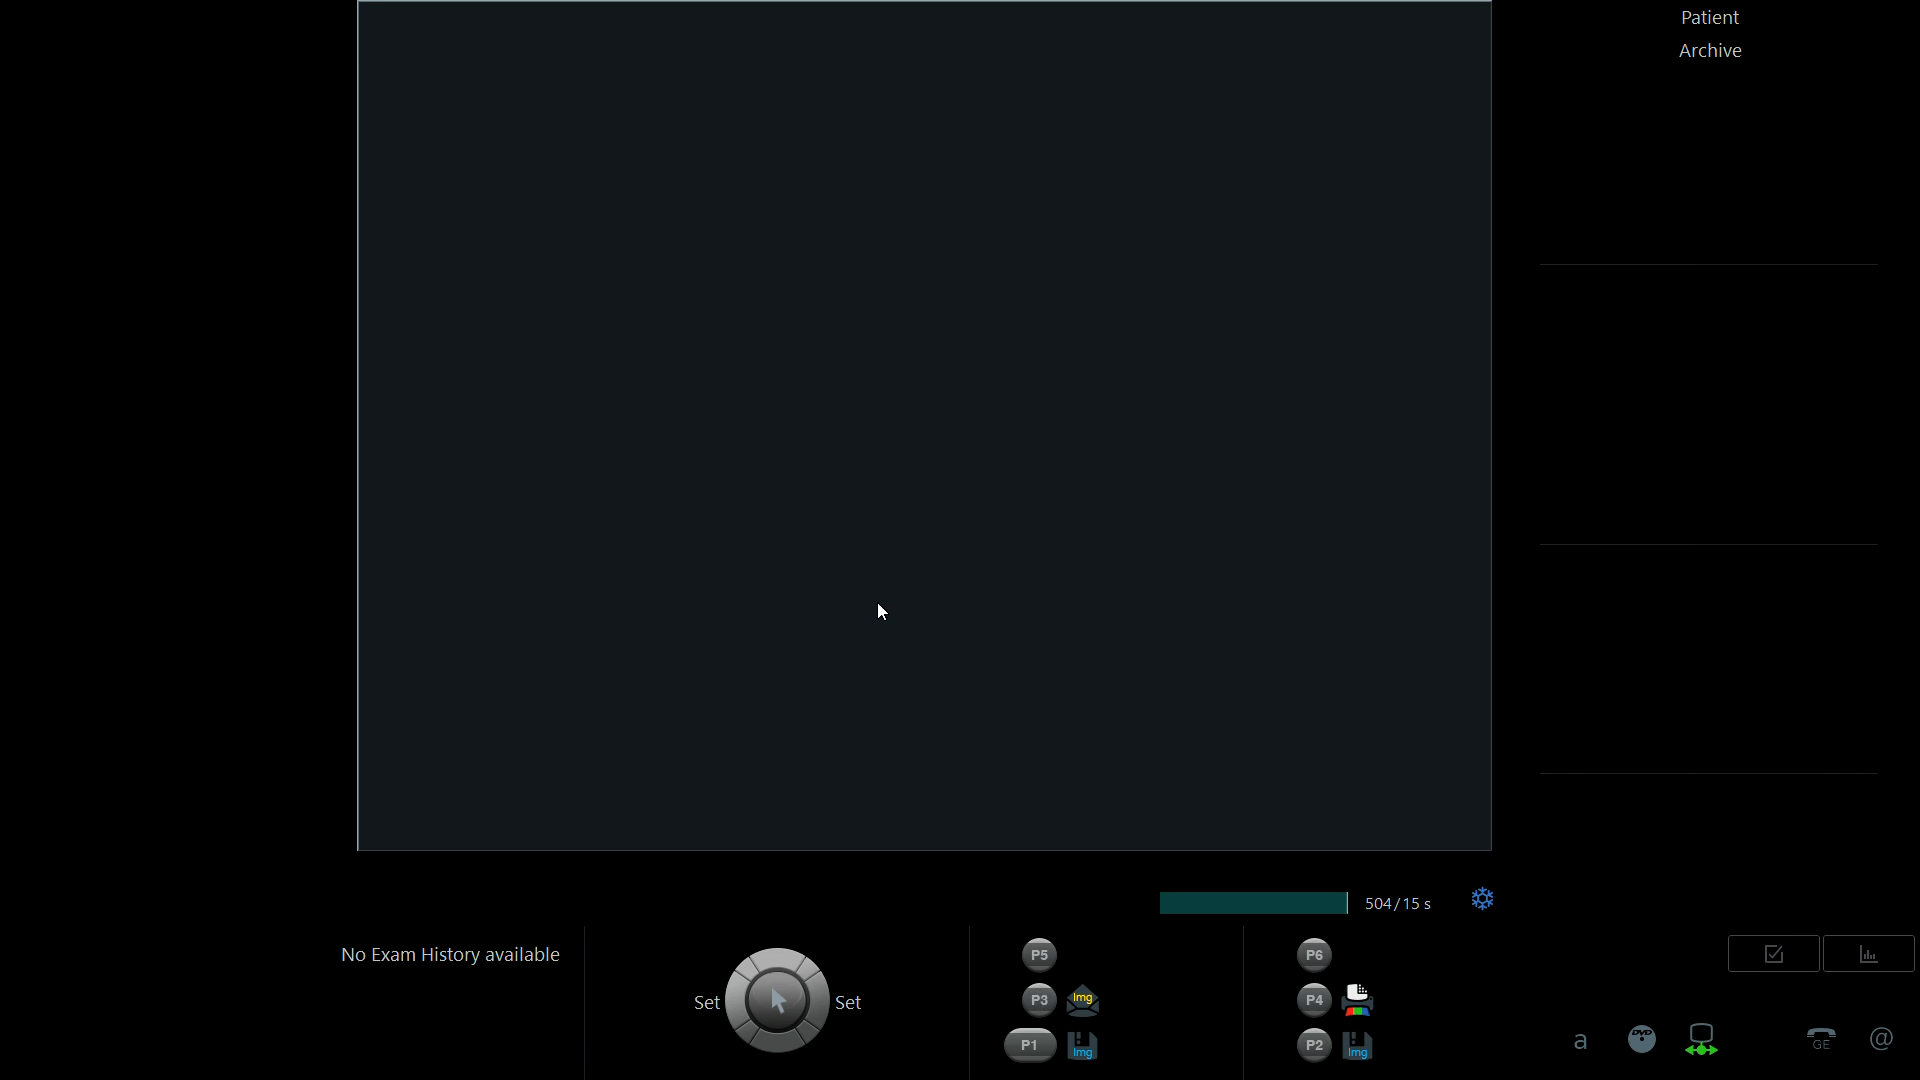 Patient
Archive
504/15 s
No Exam History available
Set
Set
P5
P3
Img
P1
Img
P6
P4
P2
Img
a
DVD
GE
@